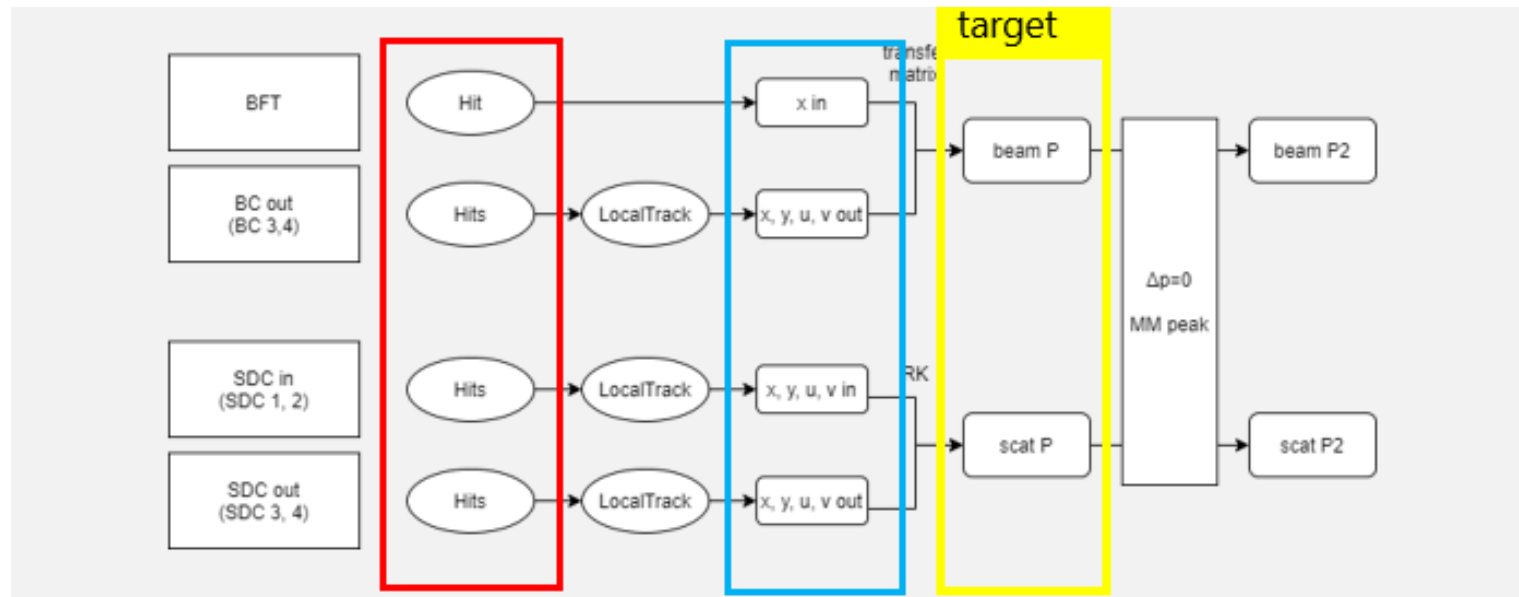 target
BFT
Hit
x in
transfe
matrix
beam P
beam P2
BC out
(BC 3,4)
Hits
LocalTrack
x, y, u, v out
Δp=0
MM peak
SDC in
(SDC 1, 2)
Hits
LocalTrack
x, y, u, v in
RK
scat P
scat P2
SDC out
(SDC 3, 4)
Hits
LocalTrack
x, y, u, v out